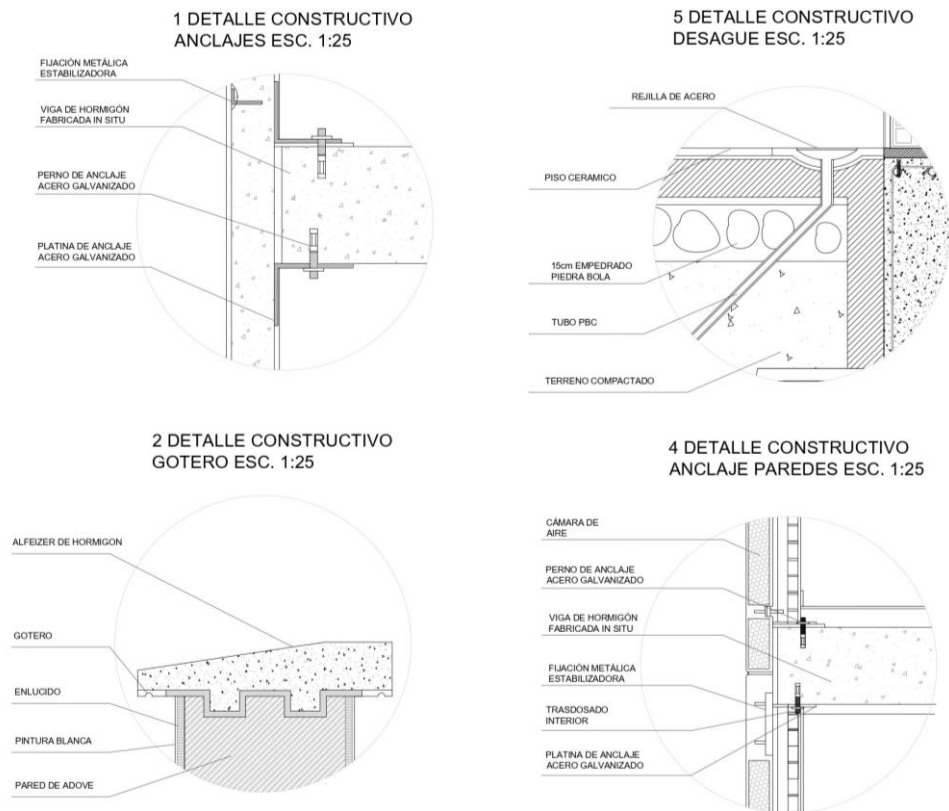 1 DETALLE CONSTRUCTIVO
ANCLAJES ESC. 1:25
FIJACIÓN METÁLICA
ESTABILIZADORA
VIGA DE HORMIGÓN
FABRICADA IN SITU
PERNO DE ANCLAJE
ACERO GALVANIZADO
PLATINA DE ANCLAJE
ACERO GALVANIZADO
5 DETALLE CONSTRUCTIVO
DESAGUE ESC. 1:25
REJILLA DE ACERO
PISO CERAMICO
15cm EMPEDRADO
PIEDRA BOLA
TUBO PBC
TERRENO COMPACTADO
2 DETALLE CONSTRUCTIVO
GOTERO ESC. 1:25
ALFEIZER DE HORMIGON
GOTERO
ENLUCIDO
PINTURA BLANCA
PARED DE ADOVE
4 DETALLE CONSTRUCTIVO
ANCLAJE PAREDES ESC. 1:25
CÁMARA DE
AIRE
PERNO DE ANCLAJE
ACERO GALVANIZADO
VIGA DE HORMIGÓN
FABRICADA IN SITU
FIJACIÓN METÁLICA
ESTABILIZADORA
TRASDOSADO
INTERIOR
PLATINA DE ANCLAJE
ACERO GALVANIZADO